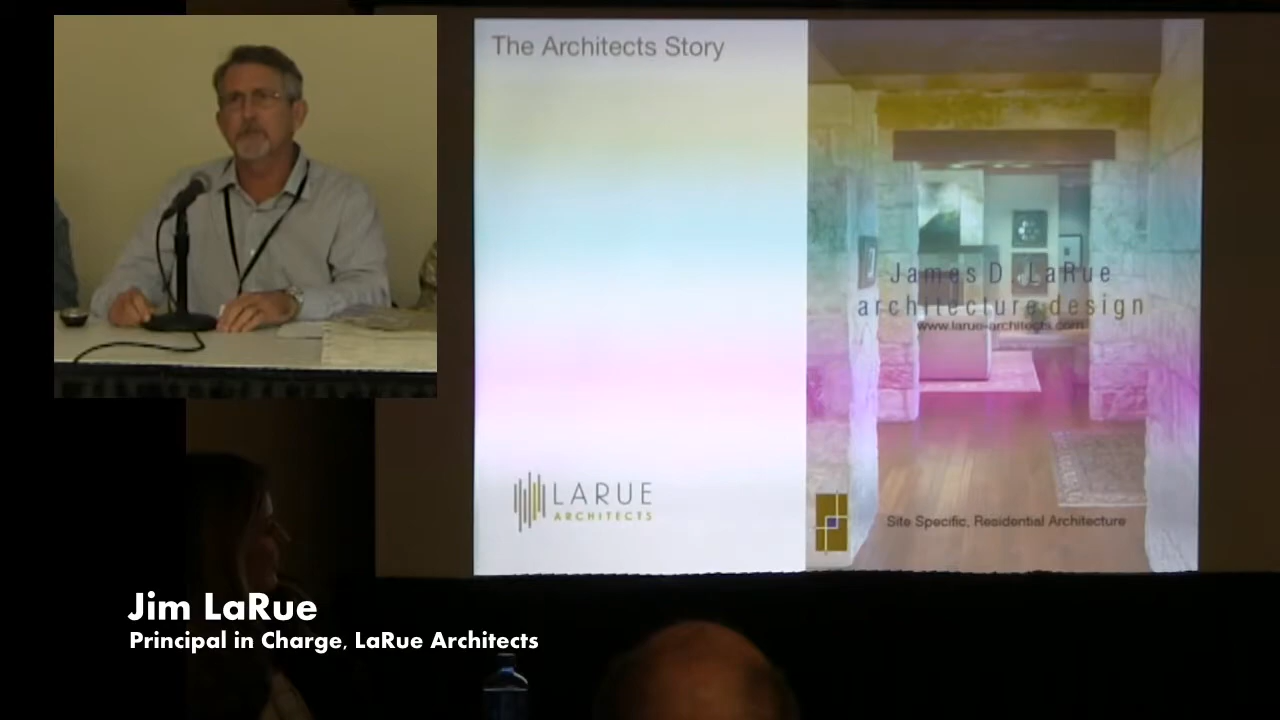 The Architects Story
James D. LaRue
architecture design
www.larue-architects.com
LARUE
ARCHITECTS
Site Specific, Residential Architecture
Jim LaRue
Principal in Charge, LaRue Architects